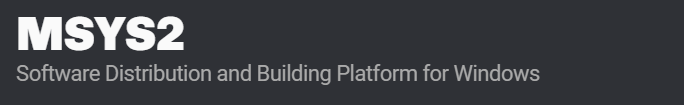 MSYS2
Software Distribution and Building Platform for Windows